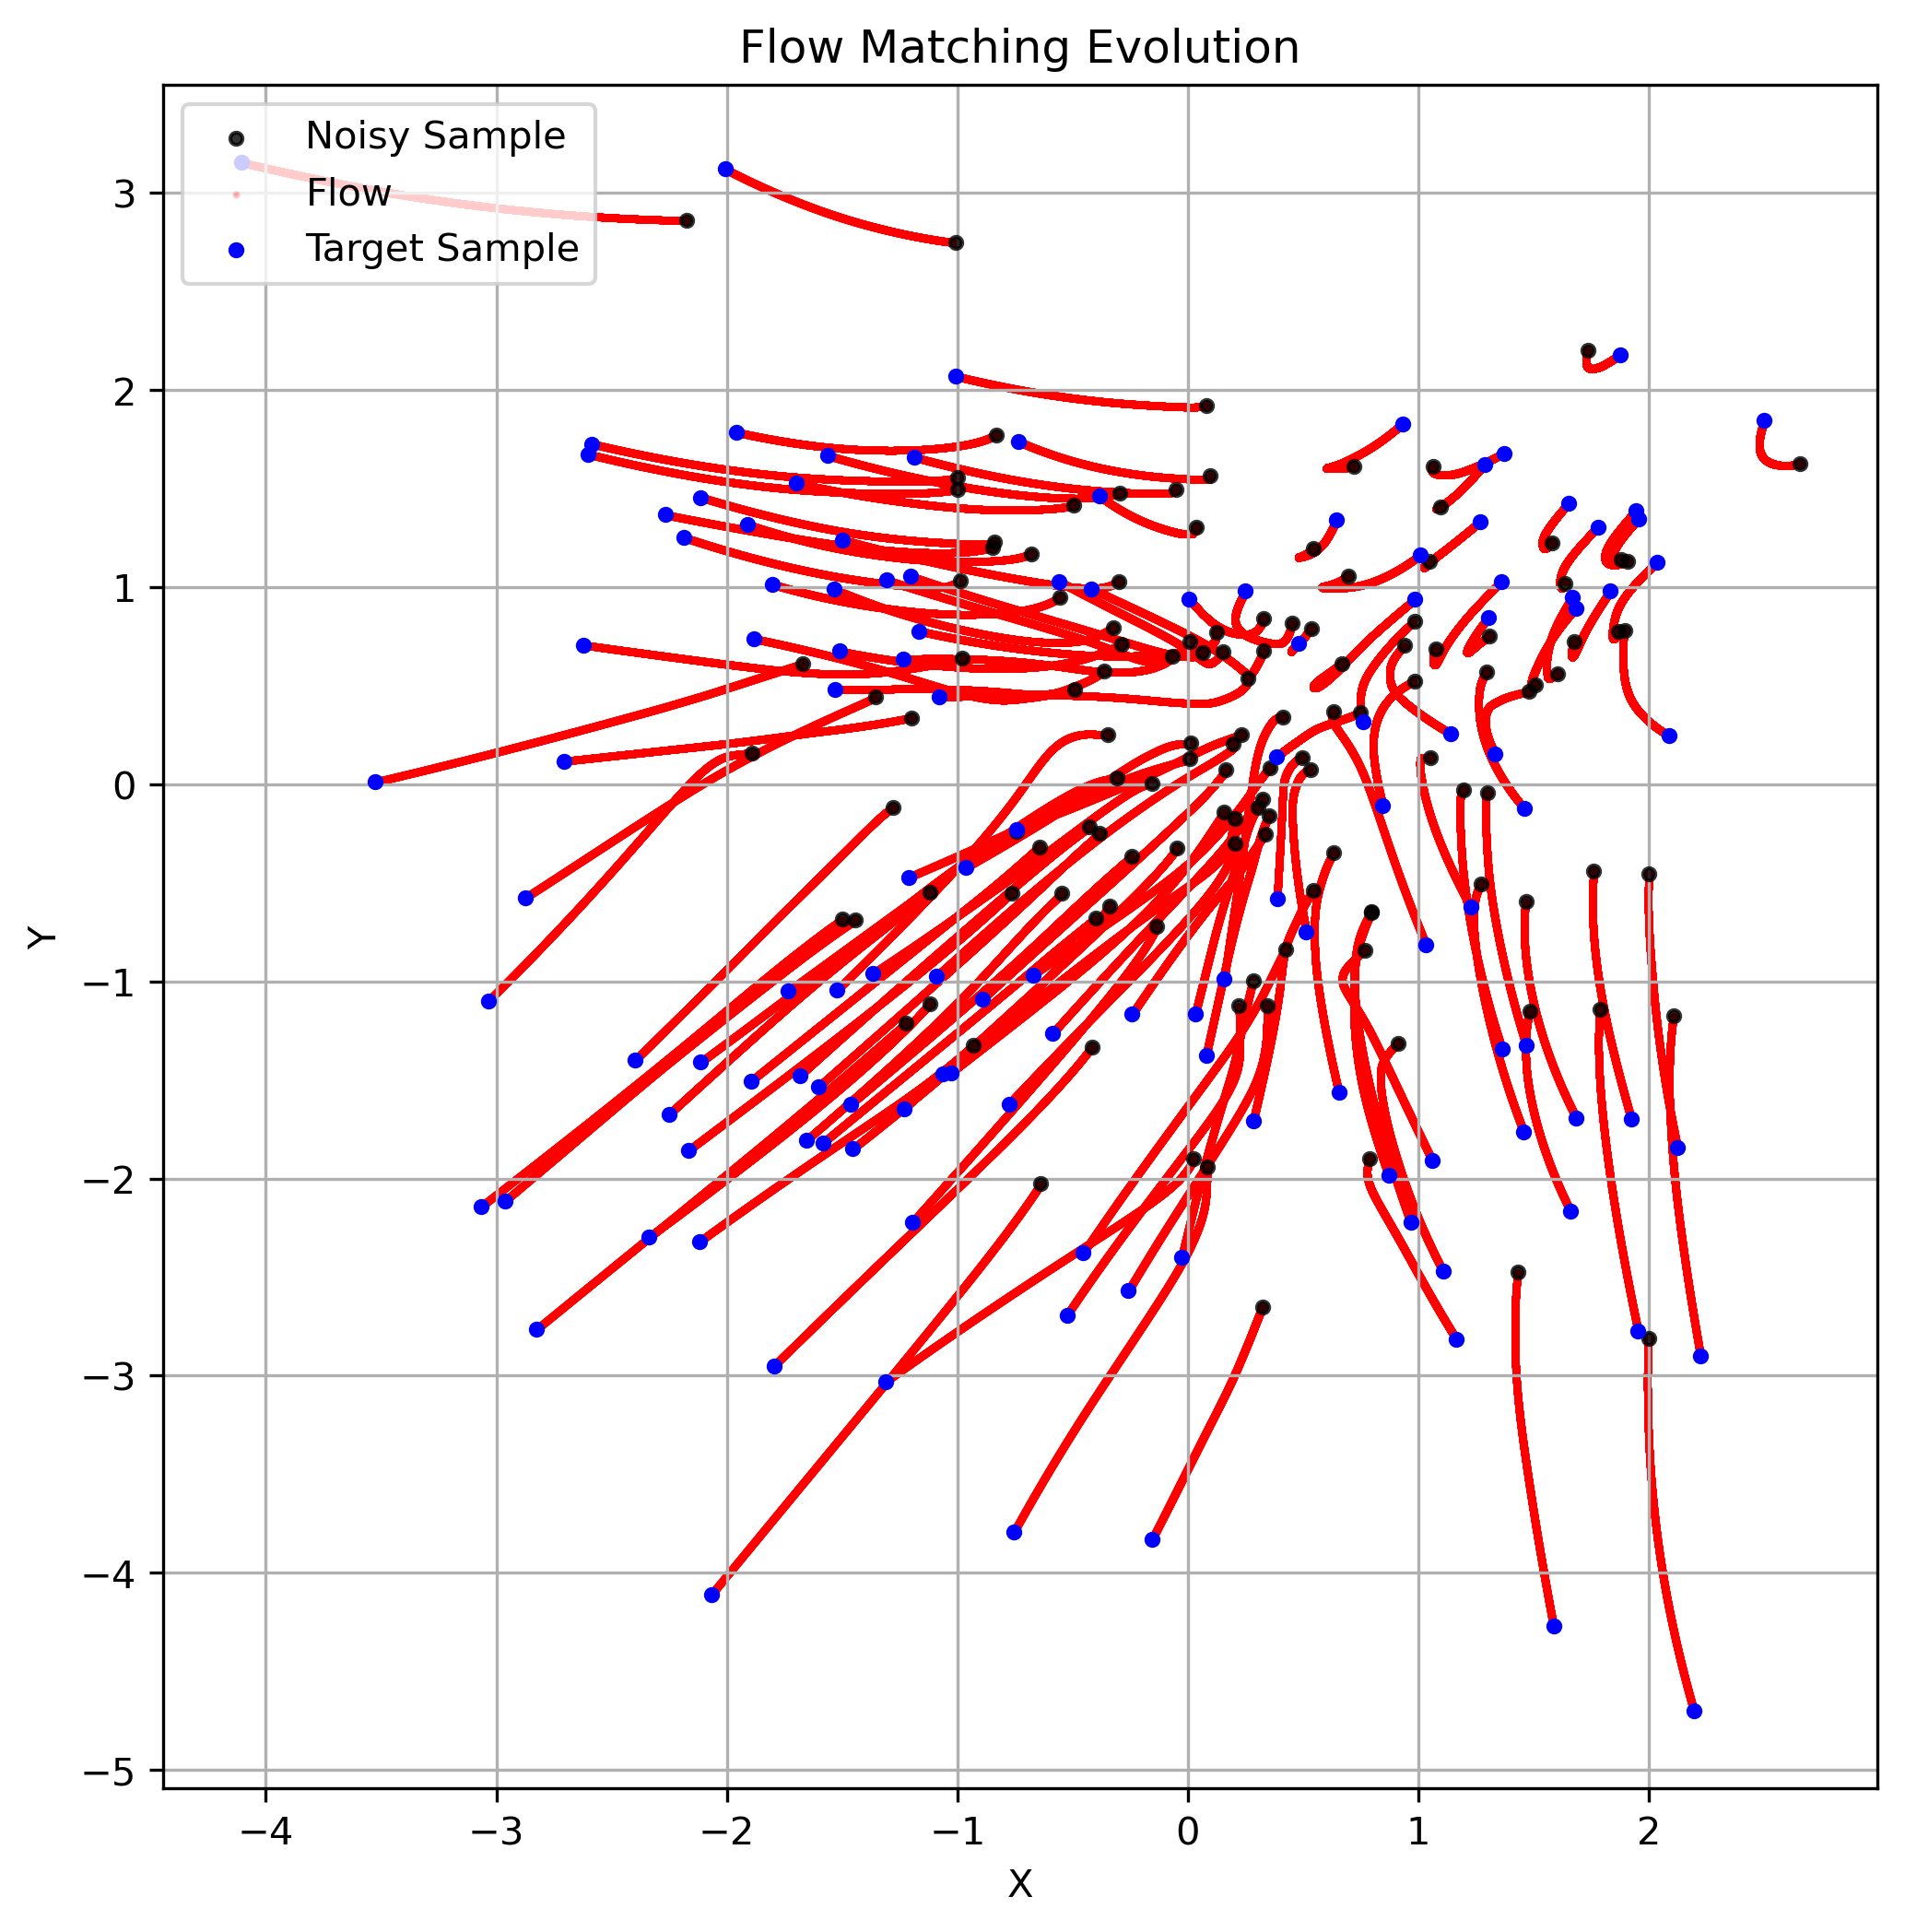 Flow Matching Evolution
Noisy Sample
Flow
Target Sample
3
2
1
0
−1
−2
−3
−4
−5
Y
−4 −3 −2 −1 0 1 2
X